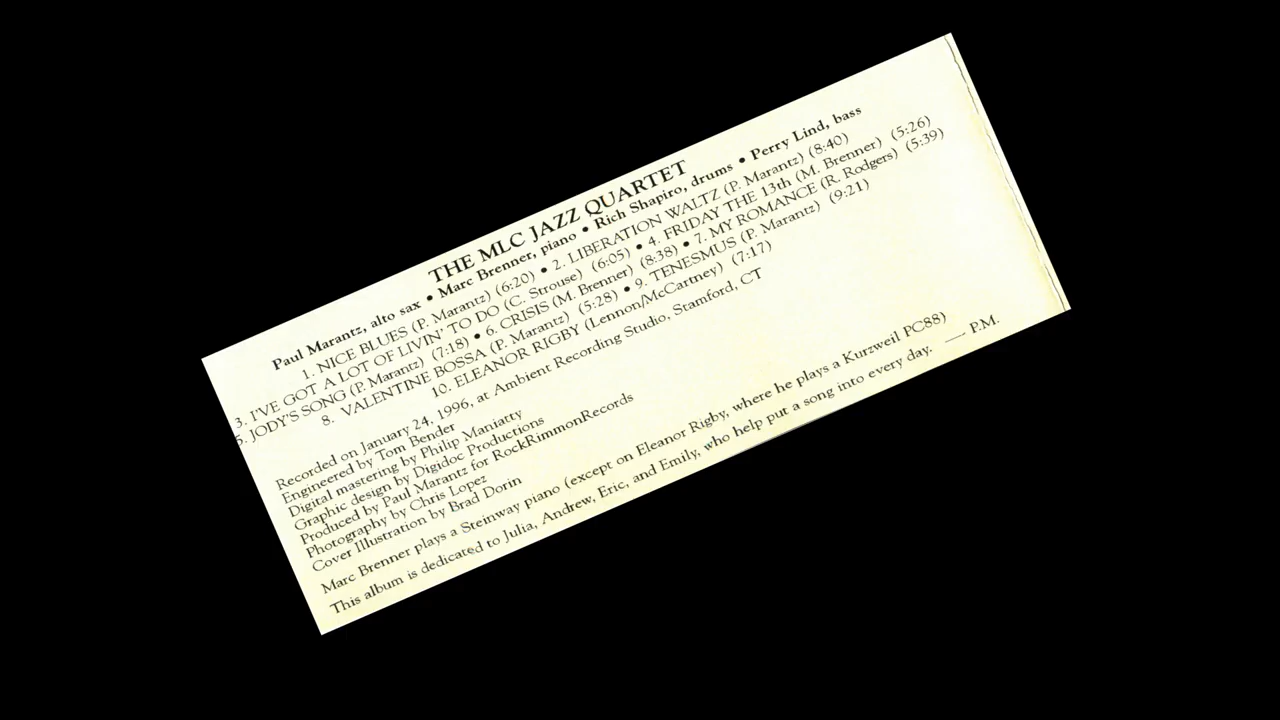 THE MLC JAZZ QUARTET
Paul Marantz, alto sax • Marc Brenner, piano • Rich Shapiro, drums • Perry Lind, bass
1. NICE BLUES (P. Marantz) (6:20) • 2. LIBERATION WALTZ (P. Marantz) (8:40)
3. I'VE GOT A LOT OF LIVIN' TO DO (C. Strouse) (6:05) • 4. FRIDAY THE 13th (M. Brenner) (5:26)
5. JODY'S SONG (P. Marantz) (7:18) • 6. CRISIS (M. Brenner) (8:38) • 7. MY ROMANCE (R. Rodgers) (5:39)
8. VALENTINE BOSSA (P. Marantz) (5:28) • 9. TENESMUS (P. Marantz) (9:21)
10. ELEANOR RIGBY (Lennon/McCartney) (7:17)
Recorded on January 24, 1996, at Ambient Recording Studio, Stamford, CT
Engineered by Tom Bender
Digital mastering by Philip Maniatty
Graphic design by Digidoc Productions
Produced by Paul Marantz for RockRimmonRecords
Photography by Chris Lopez
Cover Illustration by Brad Dorin
Marc Brenner plays a Steinway piano (except on Eleanor Rigby, where he plays a Kurzweil PC88)
This album is dedicated to Julia, Andrew, Eric, and Emily, who help put a song into every day. — P.M.